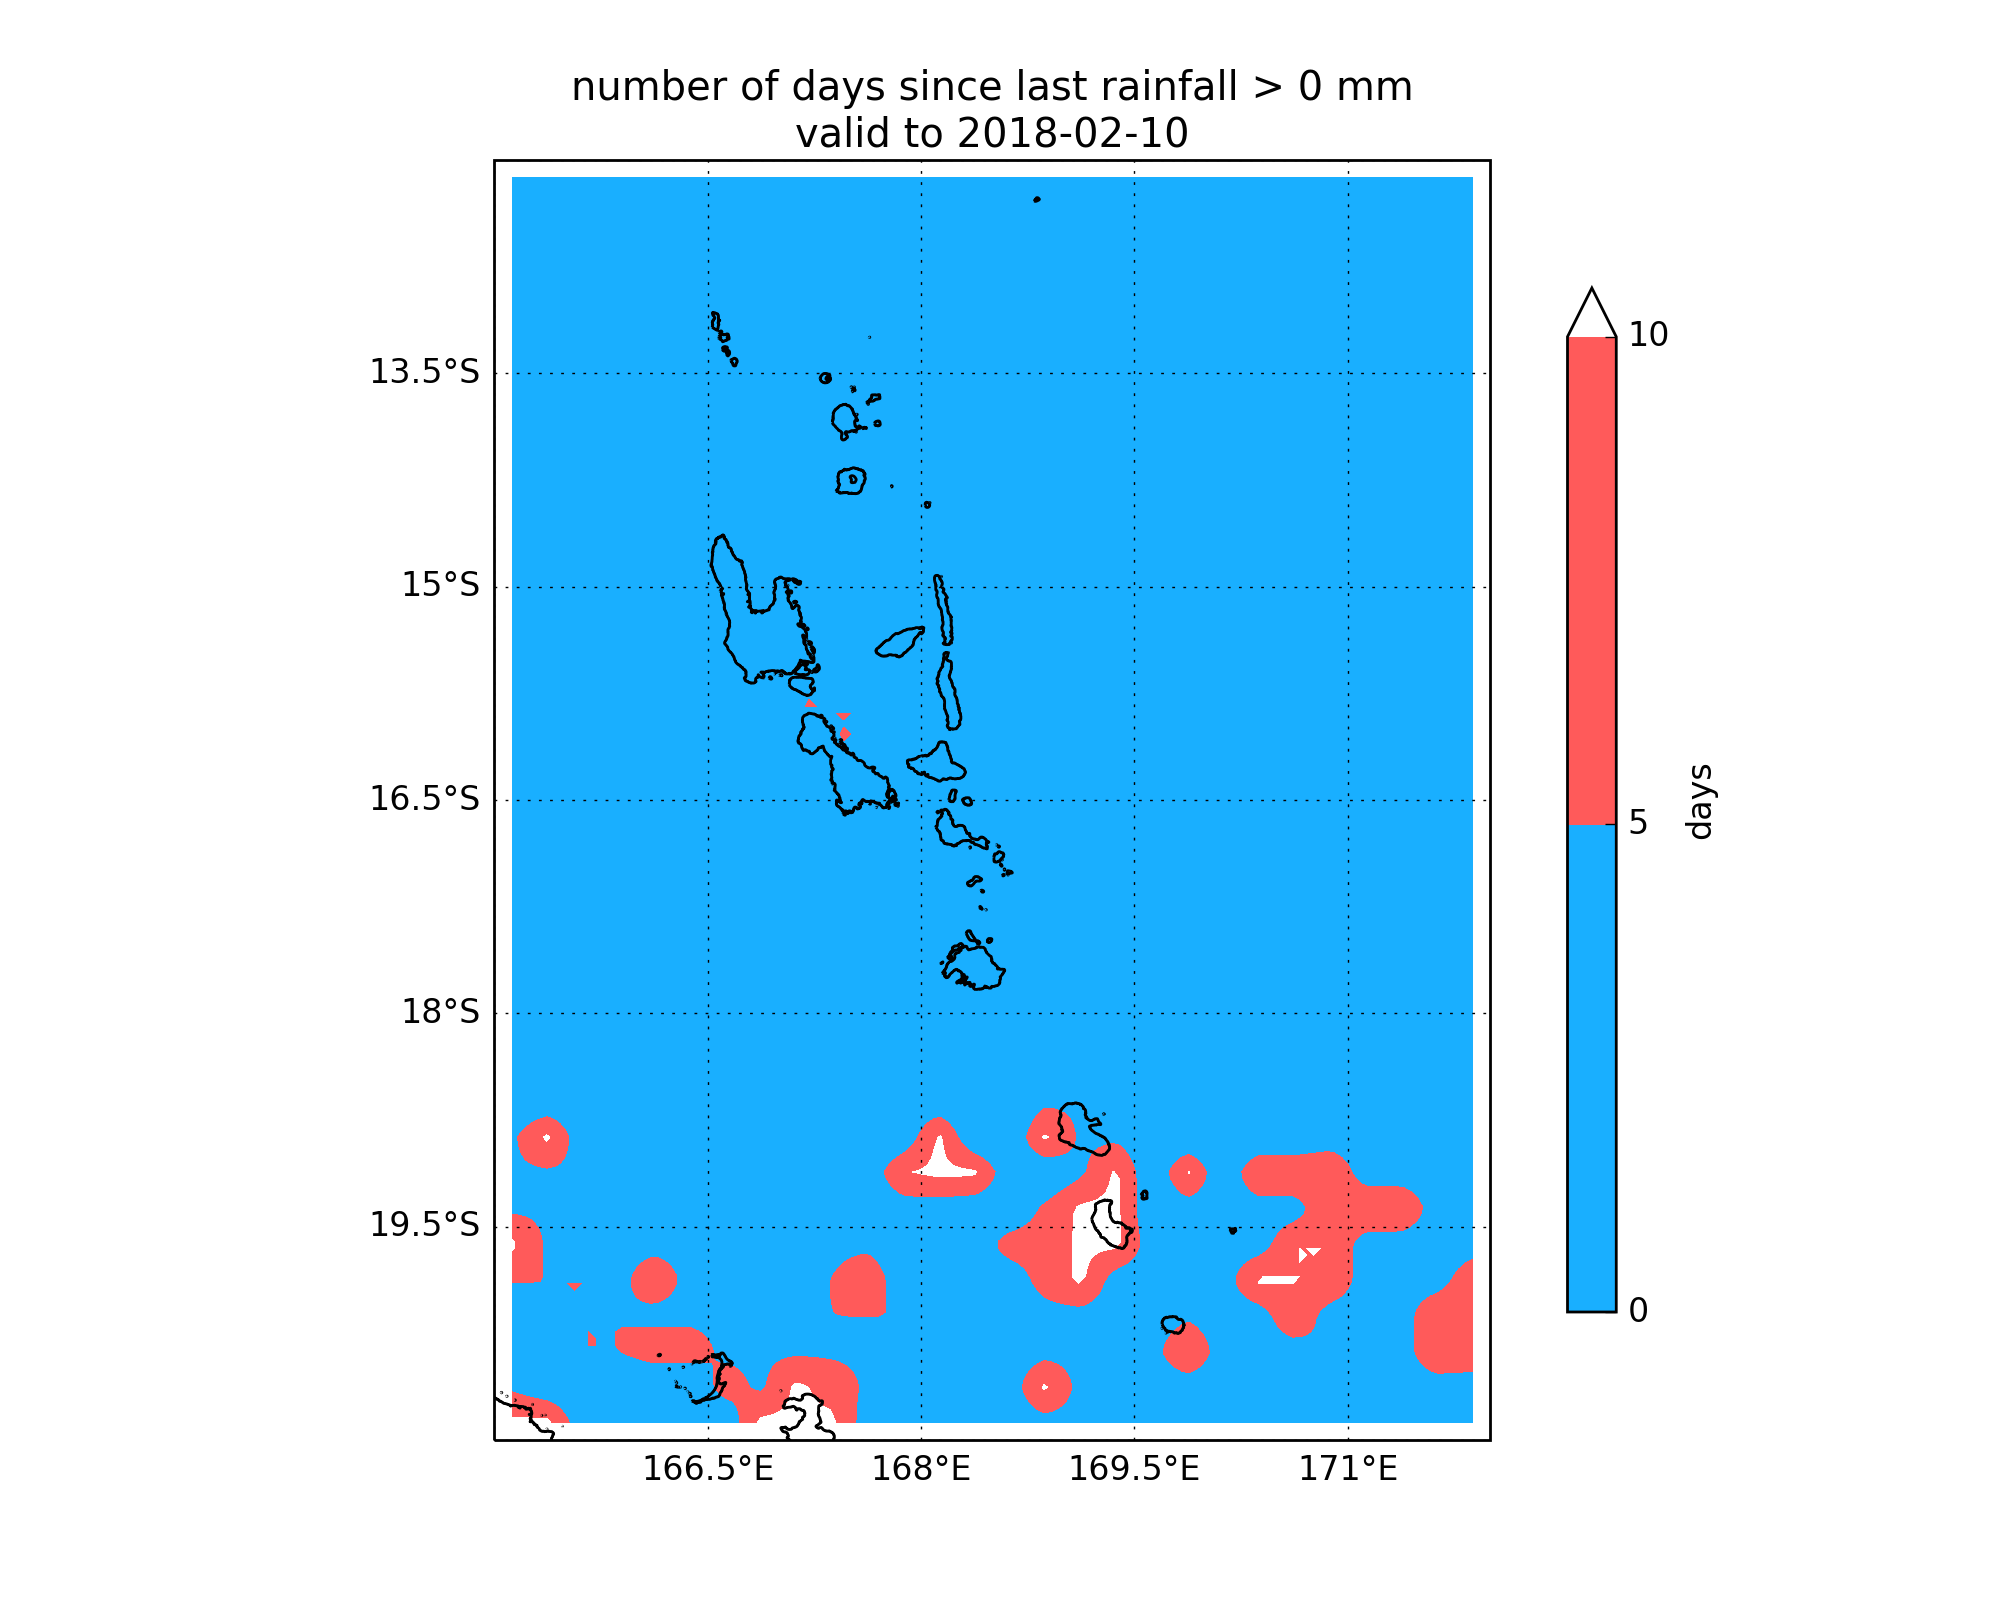 number of days since last rainfall > 0 mm
valid to 2018-02-10
13.5°S
15°S
16.5°S
18°S
19.5°S
166.5°E
168°E
169.5°E
171°E
10
5
0
days